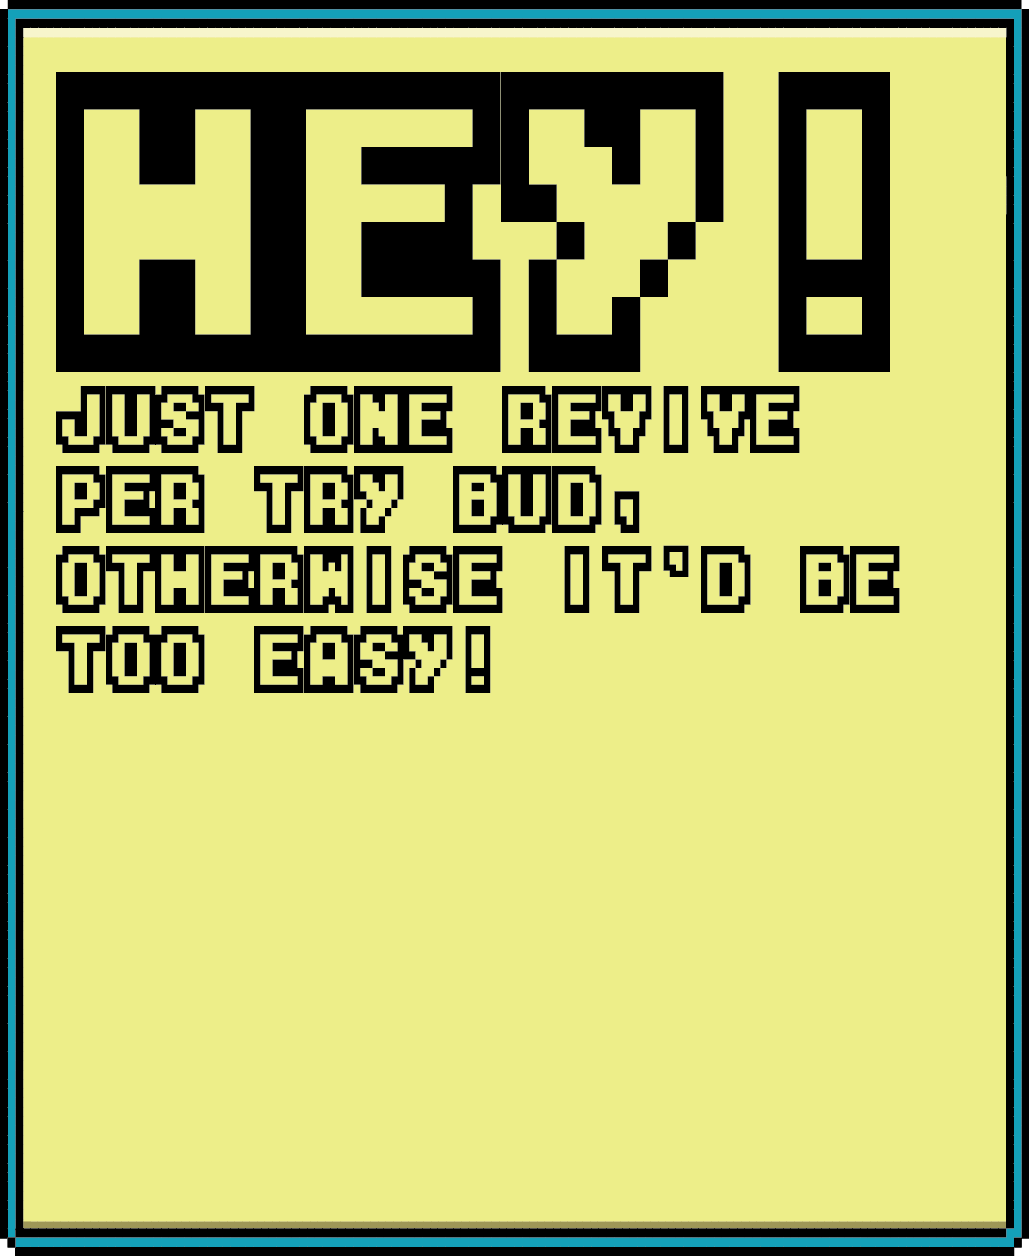 HEY!
JUST ONE REVIVE
PER TRY BUD,
OTHERWISE IT'D BE
TOO EASY!